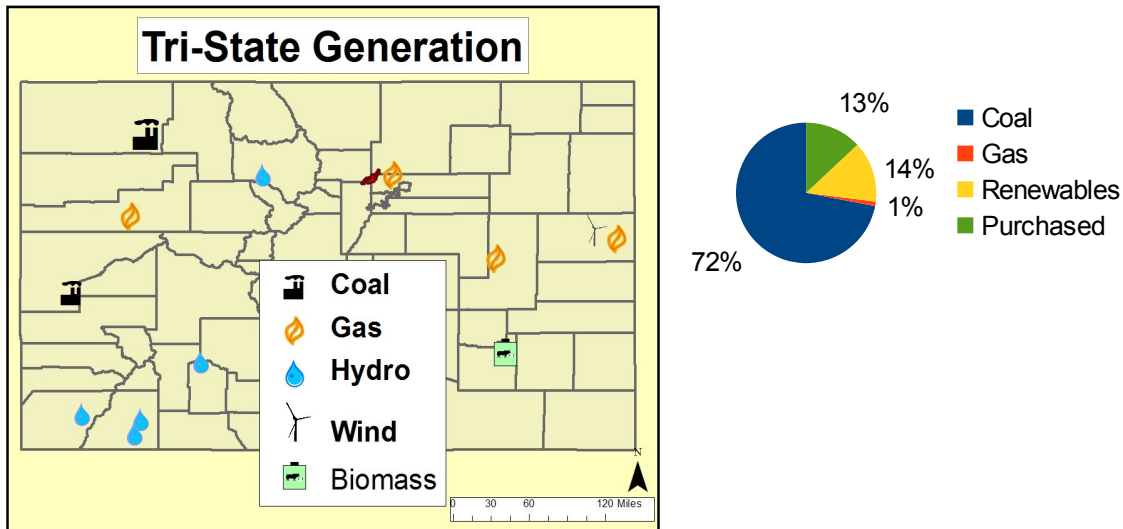 Tri-State Generation
Coal
Gas
Hydro
Wind
Biomass
N
0 30 60 120 Miles
13%
14%
1%
72%
Coal
Gas
Renewables
Purchased